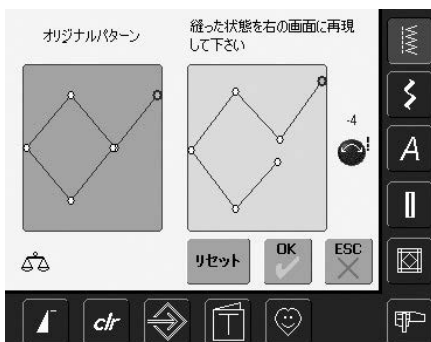 オリジナルパターン
縫った状態を右の画面に再現
して下さい
-4
!
A
リセット
OK
ESC
clr
T